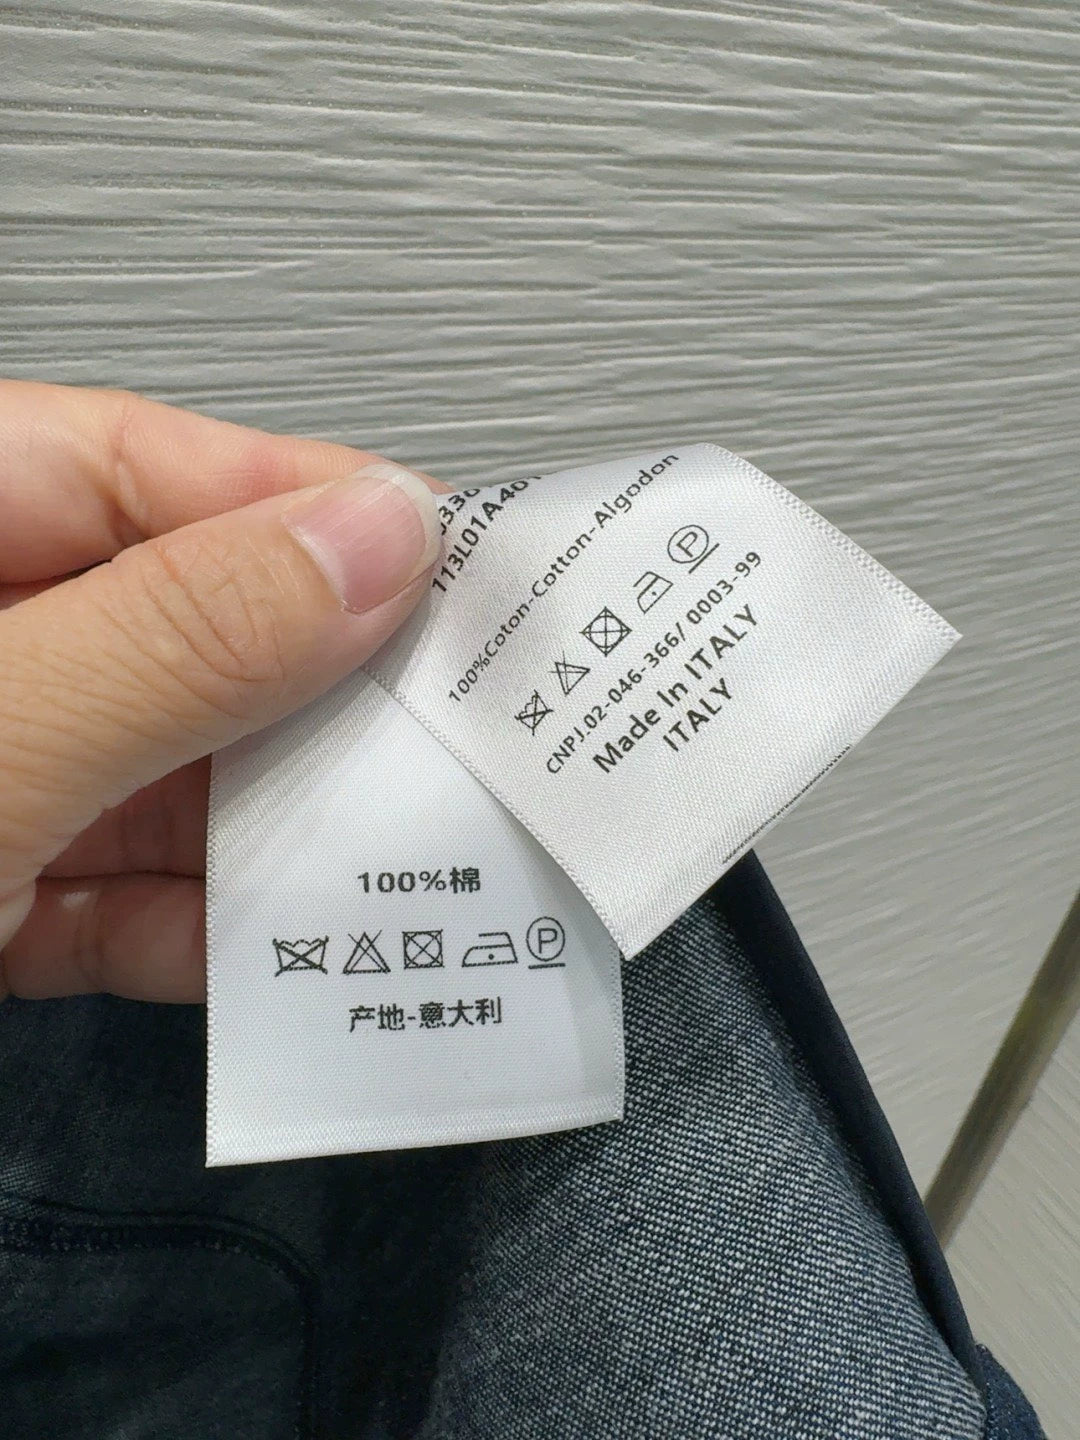 113L01A40
100%Coton-Cotton-Algodon
P
CNPJ.02-046-366/ 0003-99
Made In ITALY
ITALY
100%棉
P
产地-意大利